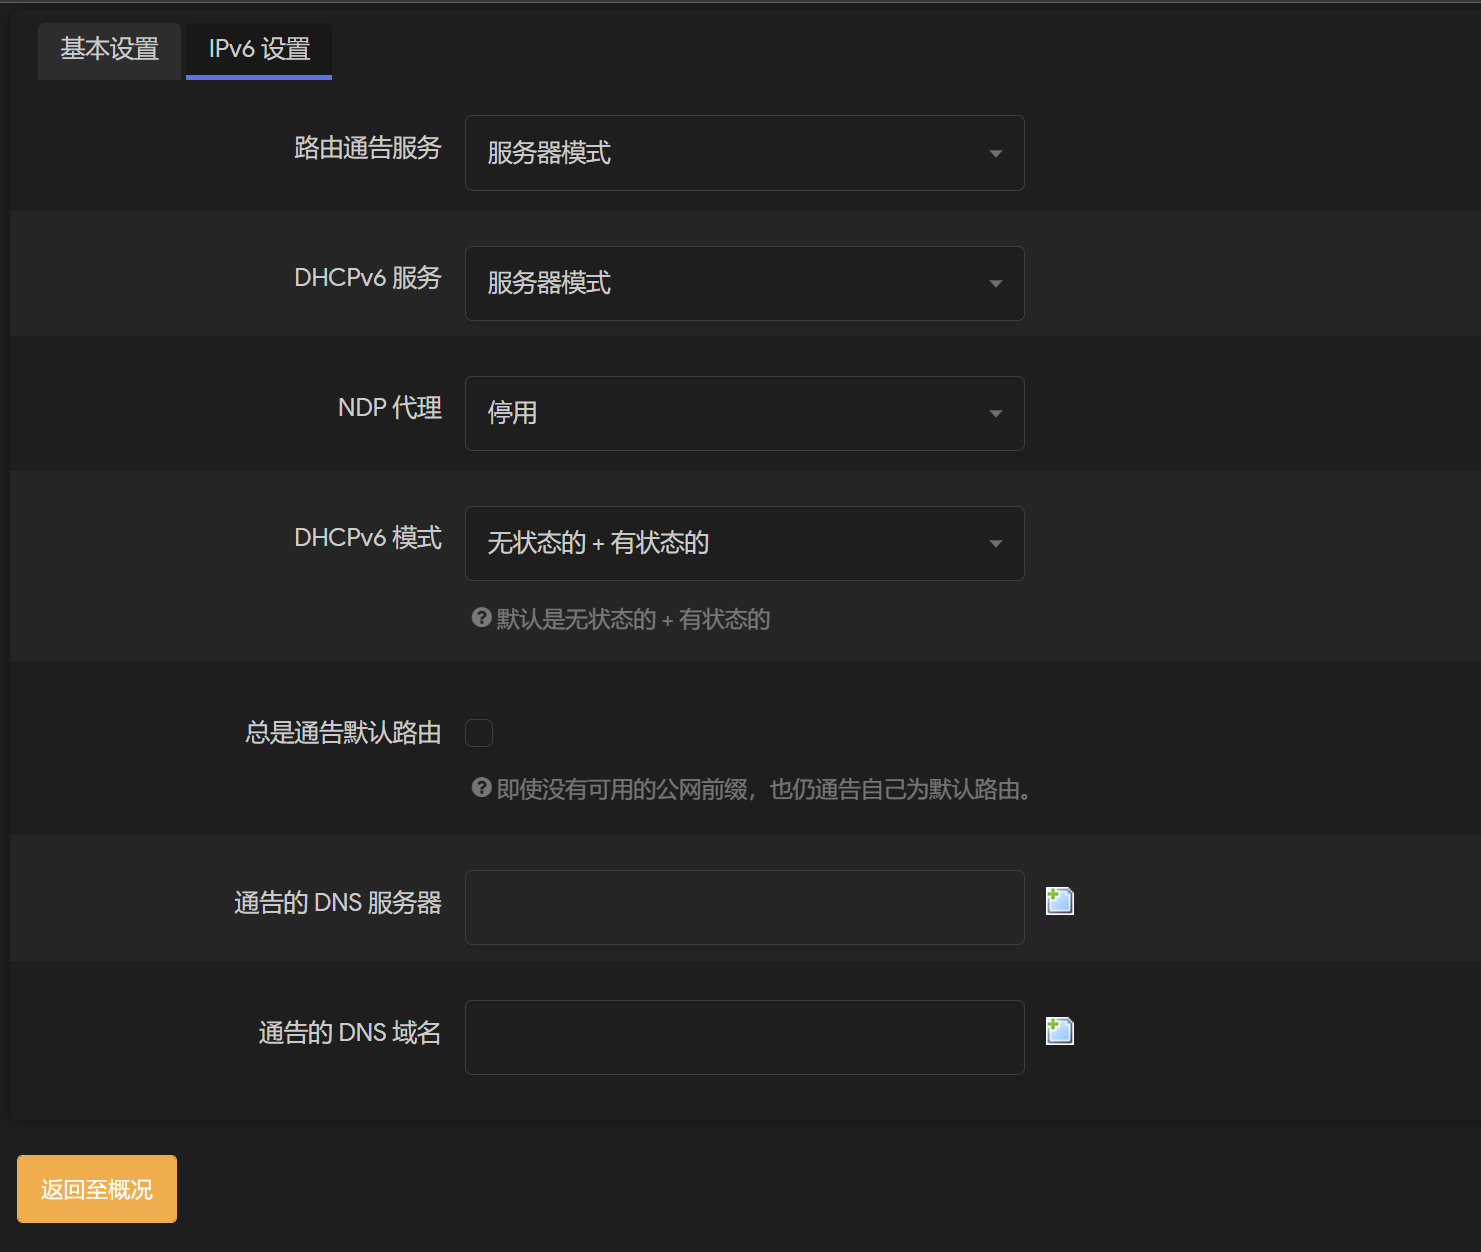 基本设置
IPv6 设置
路由通告服务
服务器模式
DHCPv6 服务
服务器模式
NDP 代理
停用
DHCPv6 模式
无状态的 + 有状态的
默认是无状态的 + 有状态的
总是通告默认路由
即使没有可用的公网前缀，也仍通告自己为默认路由。
通告的 DNS 服务器
通告的 DNS 域名
返回至概况